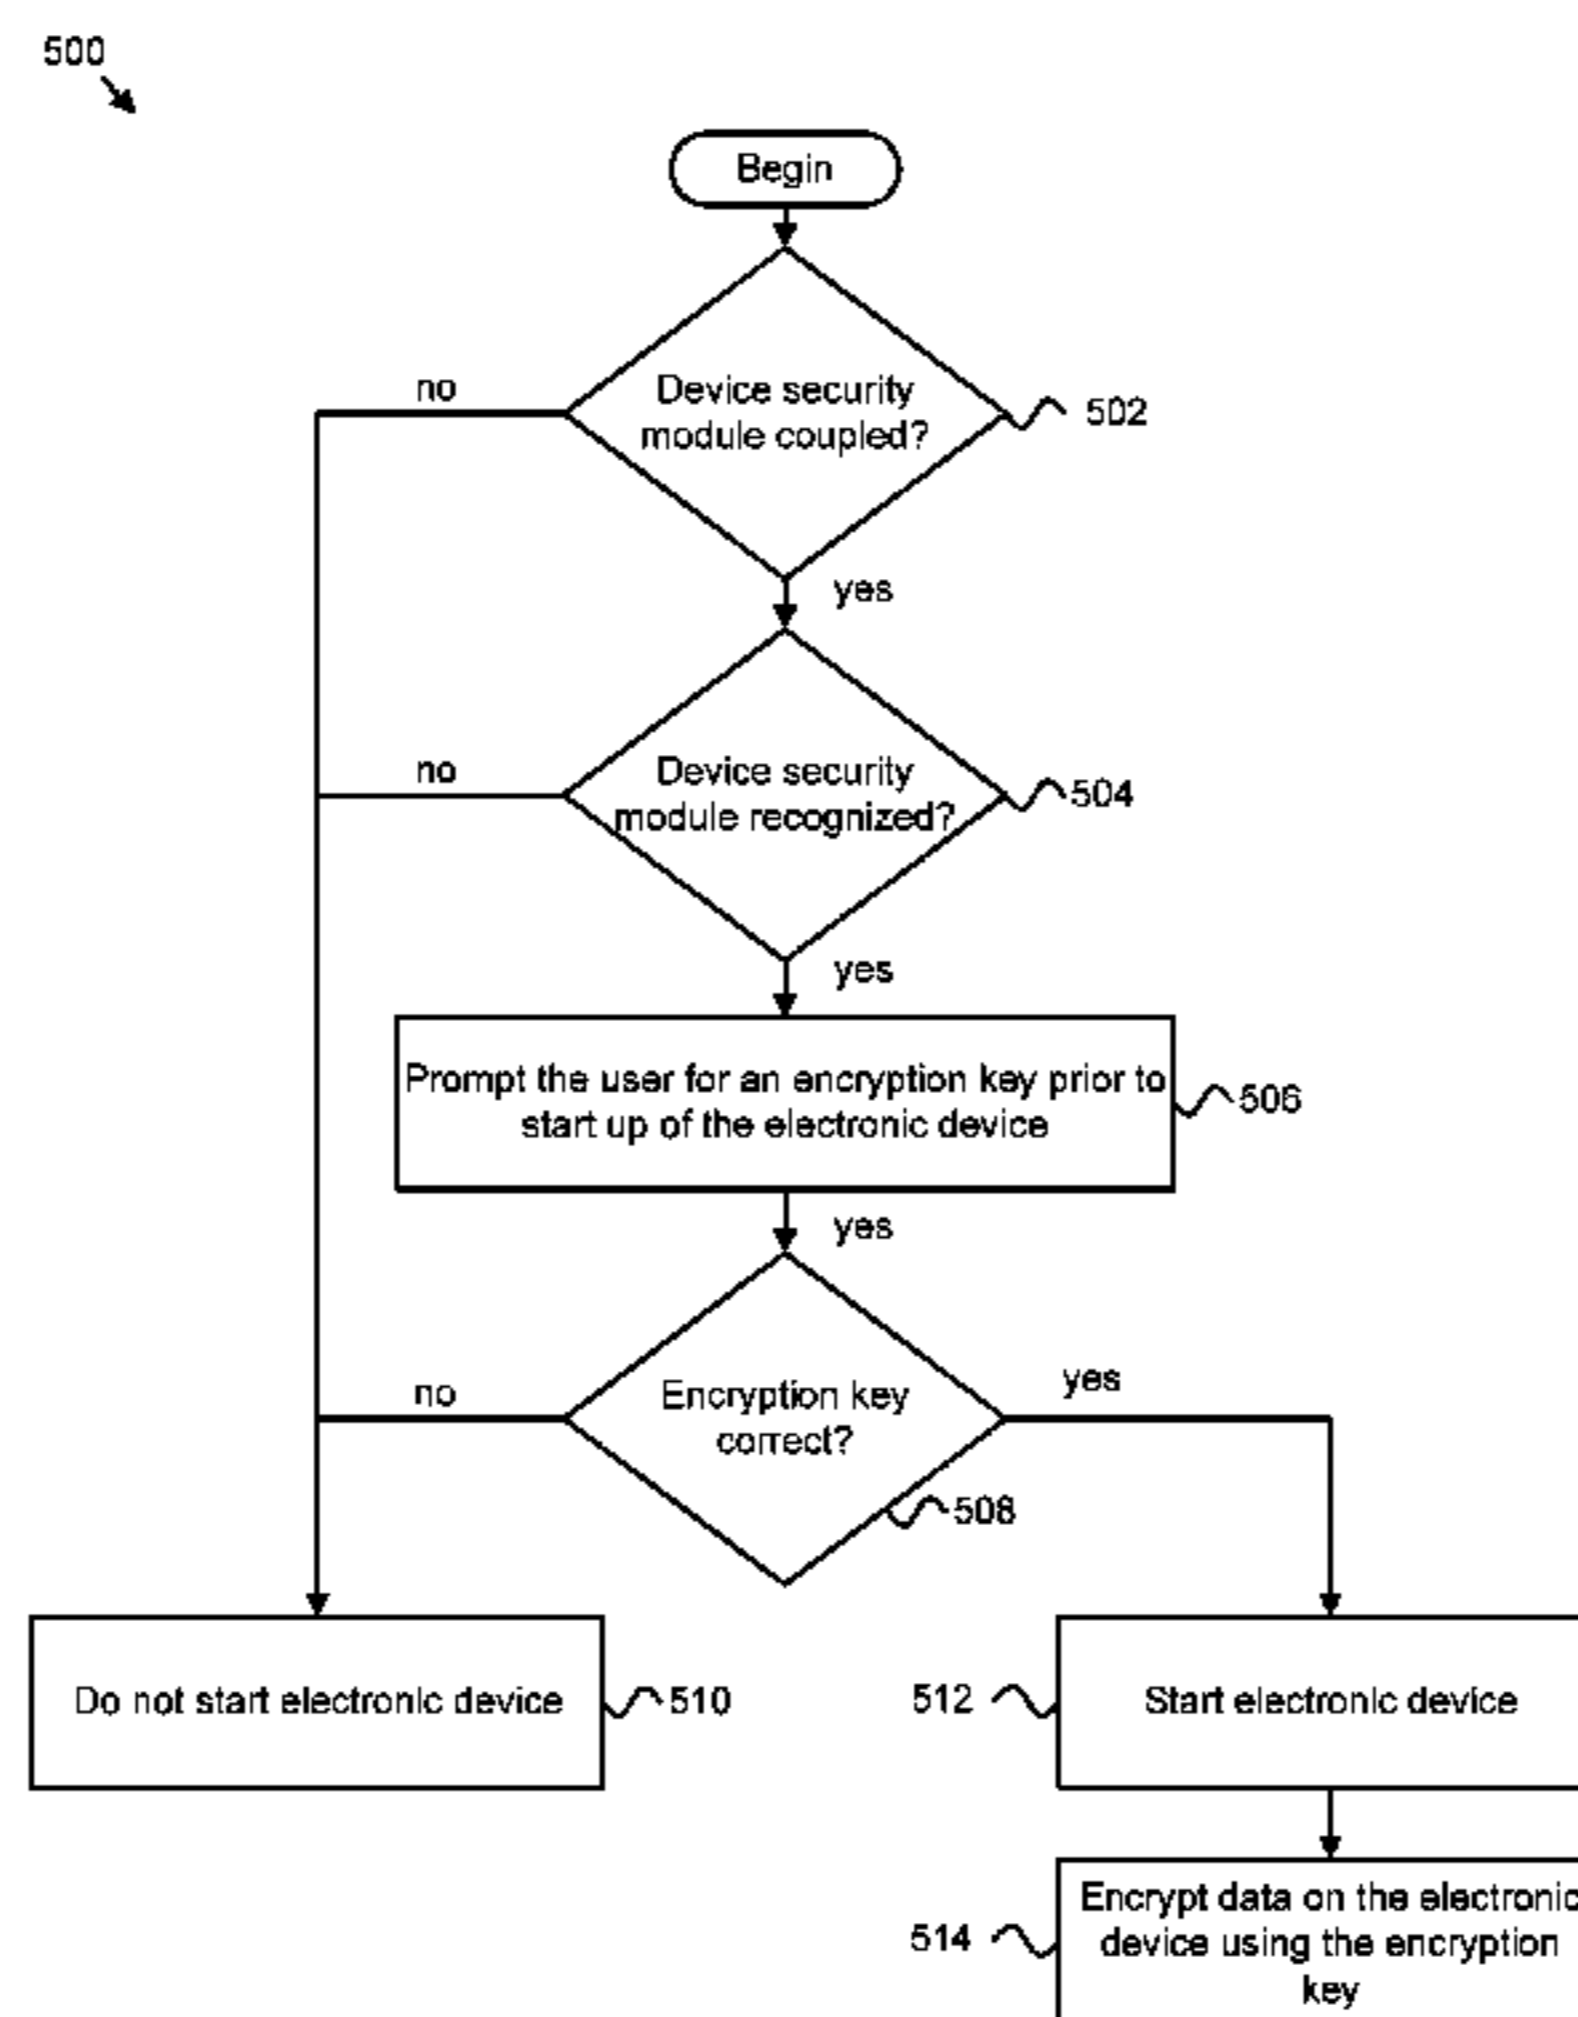 500
Begin
no
Device security
module coupled?
502
yes
no
Device security
module recognized?
504
yes
Prompt the user for an encryption key prior to
start up of the electronic device
506
yes
no
Encryption key
correct?
yes
508
Do not start electronic device
510
512
Start electronic device
514
Encrypt data on the electronic
device using the encryption
key